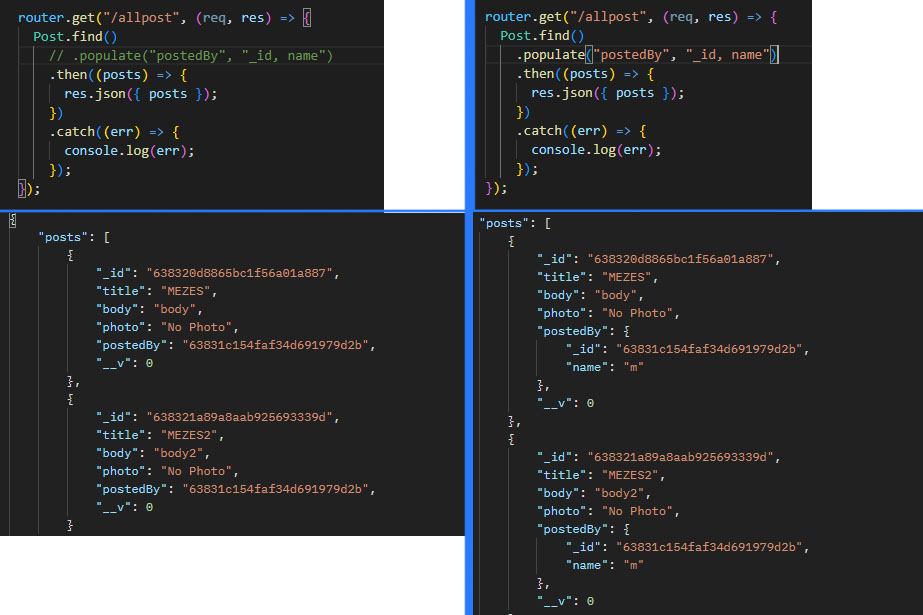 router.get("/allpost", (req, res) => {
Post.find()
// .populate("postedBy", "_id, name")
.then((posts) => {
res.json({ posts });
})
.catch((err) => {
console.log(err);
});
});
router.get("/allpost", (req, res) => {
Post.find()
.populate("postedBy", "_id, name")
.then((posts) => {
res.json({ posts });
})
.catch((err) => {
console.log(err);
});
});
{
"posts": [
{
"_id": "638320d8865bc1f56a01a887",
"title": "MEZES",
"body": "body",
"photo": "No Photo",
"postedBy": "63831c154faf34d691979d2b",
"__v": 0
},
{
"_id": "638321a89a8aab925693339d",
"title": "MEZES2",
"body": "body2",
"photo": "No Photo",
"postedBy": "63831c154faf34d691979d2b",
"__v": 0
}
"posts": [
{
"_id": "638320d8865bc1f56a01a887",
"title": "MEZES",
"body": "body",
"photo": "No Photo",
"postedBy": {
"_id": "63831c154faf34d691979d2b",
"name": "m"
},
"__v": 0
},
{
"_id": "638321a89a8aab925693339d",
"title": "MEZES2",
"body": "body2",
"photo": "No Photo",
"postedBy": {
"_id": "63831c154faf34d691979d2b",
"name": "m"
},
"__v": 0